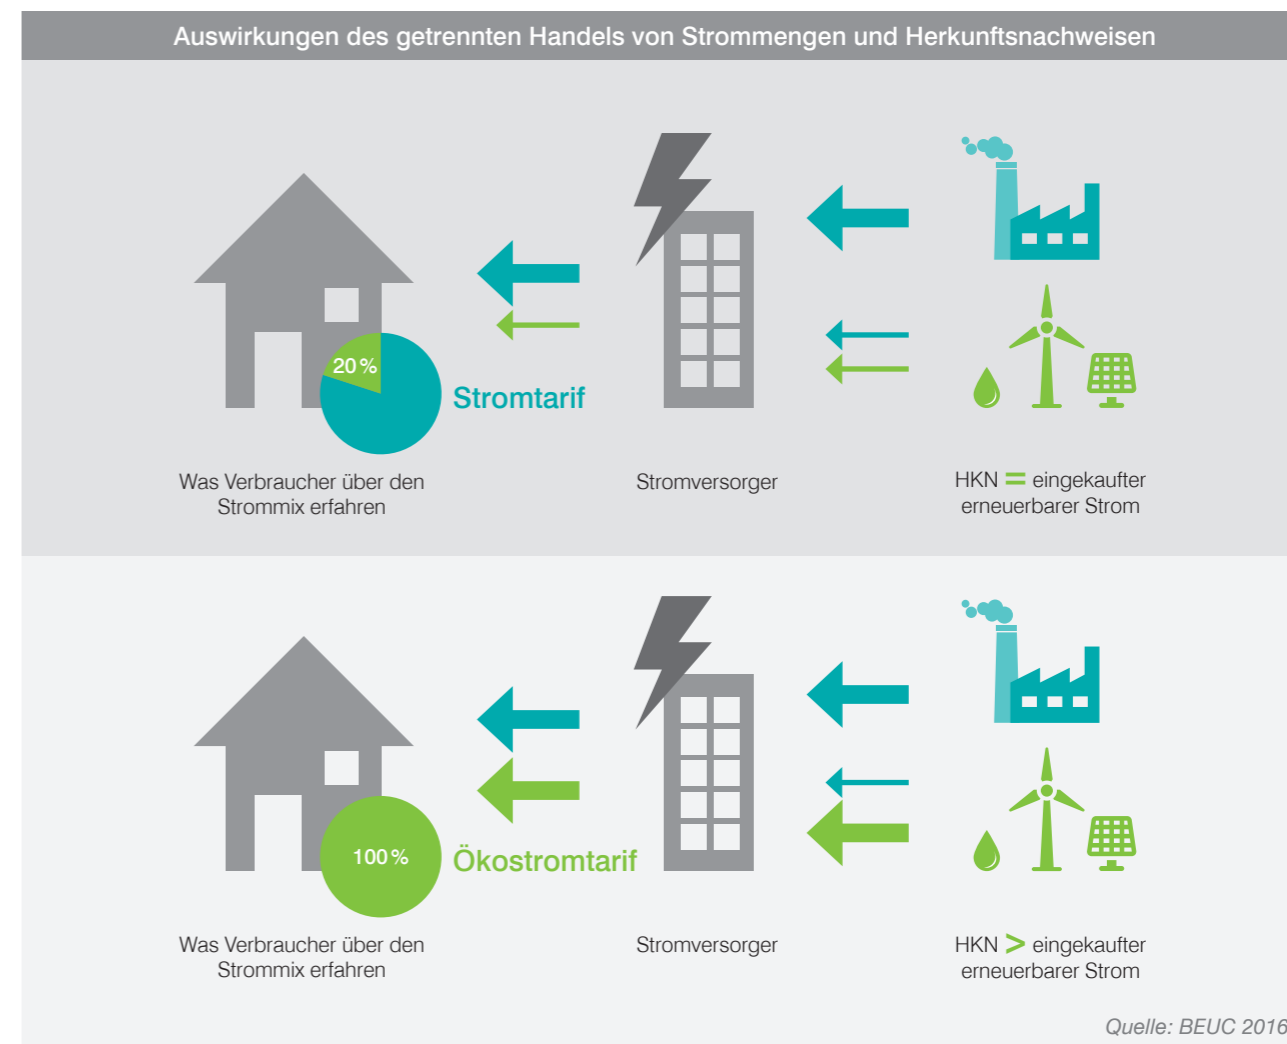 Auswirkungen des getrennten Handels von Strommengen und Herkunftsnachweisen
20 %
Stromtarif
Was Verbraucher über den
Strommix erfahren
Stromversorger
HKN = eingekaufter
erneuerbarer Strom
100 %
Ökostromtarif
Was Verbraucher über den
Strommix erfahren
Stromversorger
HKN > eingekaufter
erneuerbarer Strom
Quelle: BEUC 2016